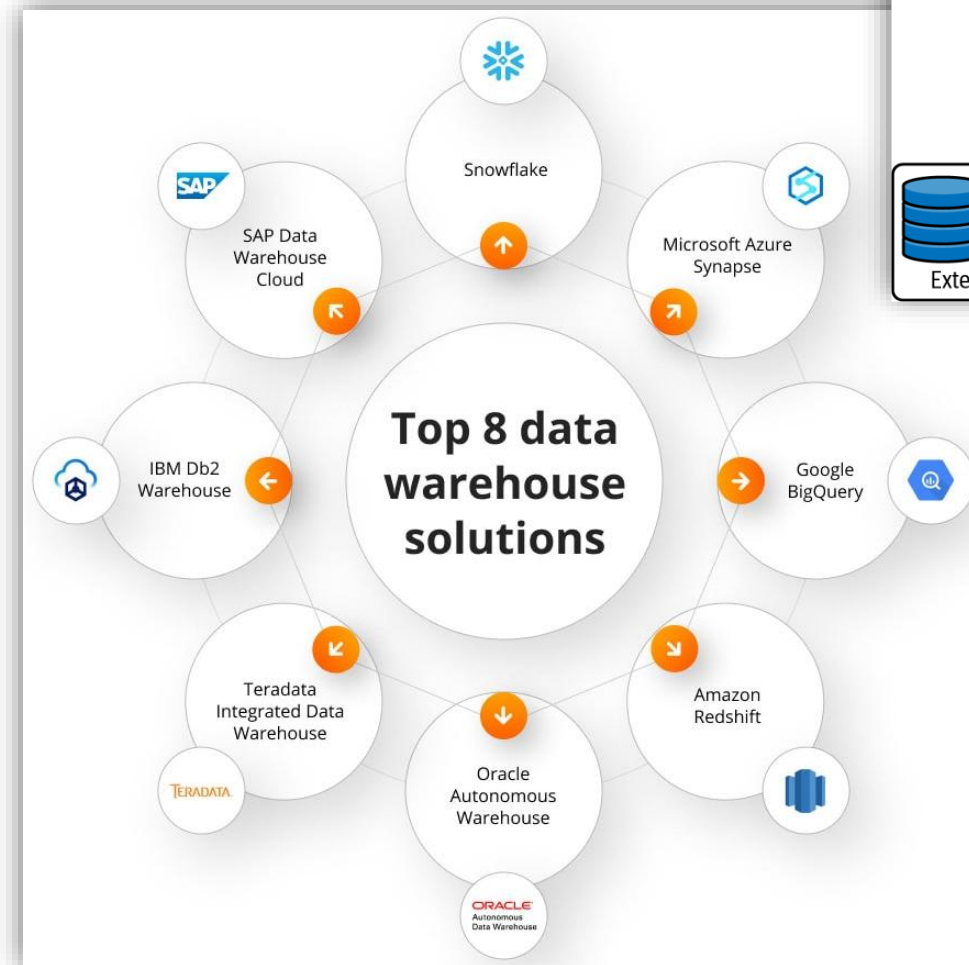 Top 8 data
warehouse
solutions
Snowflake
Microsoft Azure
Synapse
Google
BigQuery
Amazon
Redshift
Oracle
Autonomous
Warehouse
ORACLE
Autonomous
Data Warehouse
Teradata
Integrated Data
Warehouse
TERADATA
IBM Db2
Warehouse
SAP Data
Warehouse
Cloud
SAP
Exte